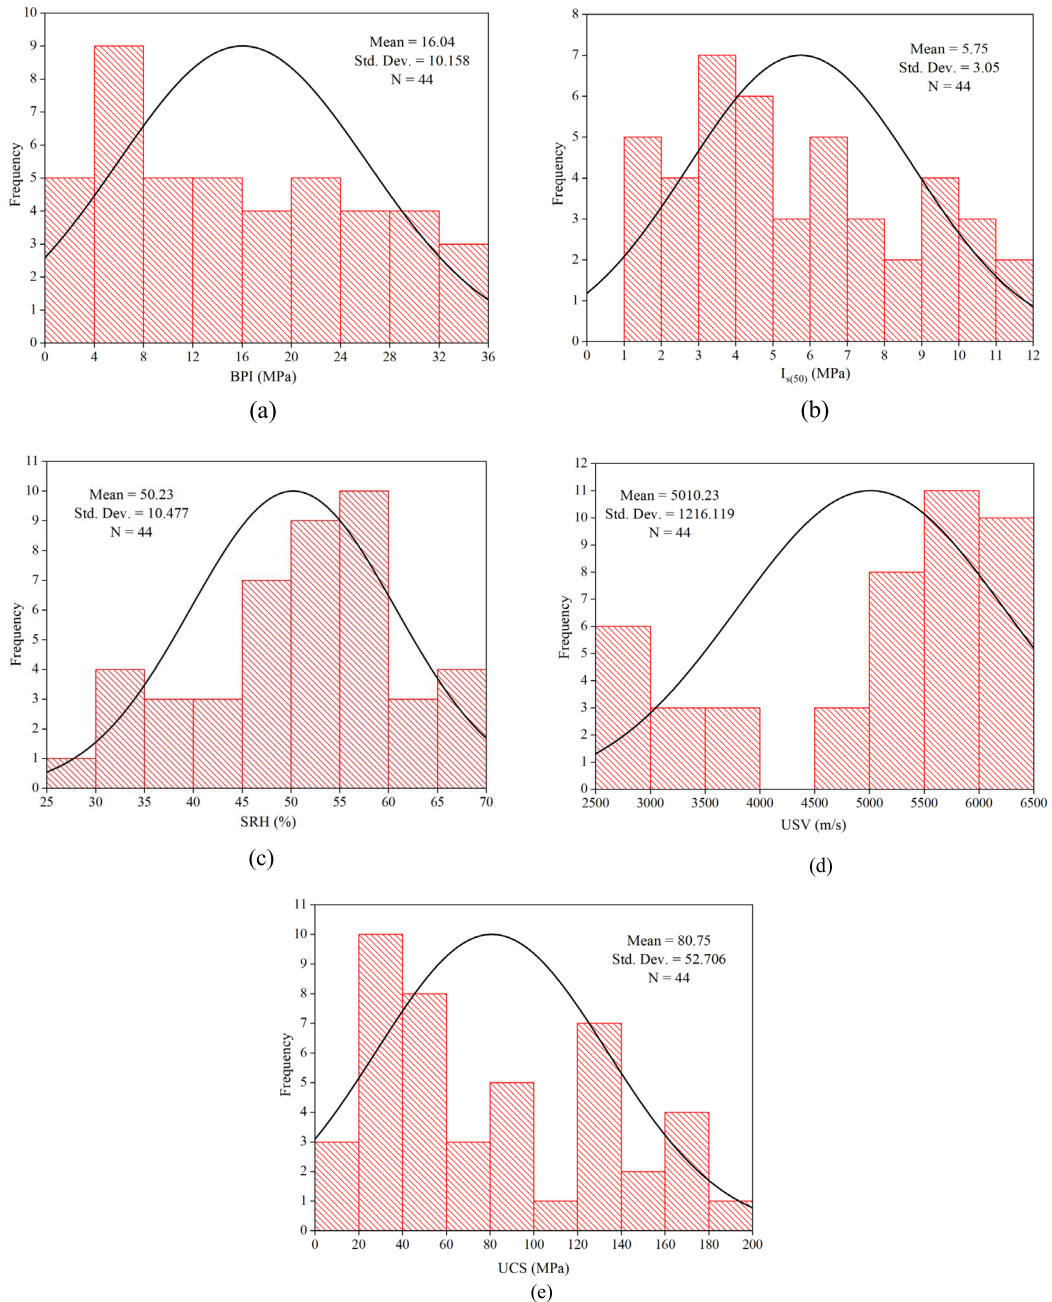 Mean = 16.04
Std. Dev. = 10.158
N = 44
Frequency
10
9
8
7
6
5
4
3
2
1
0
0 4 8 12 16 20 24 28 32 36
BPI (MPa)
(a)
Mean = 5.75
Std. Dev. = 3.05
N = 44
Frequency
8
7
6
5
4
3
2
1
0
0 1 2 3 4 5 6 7 8 9 10 11 12
Is(50) (MPa)
(b)
Mean = 50.23
Std. Dev. = 10.477
N = 44
Frequency
11
10
9
8
7
6
5
4
3
2
1
0
25 30 35 40 45 50 55 60 65 70
SRH (%)
(c)
Mean = 5010.23
Std. Dev. = 1216.119
N = 44
Frequency
12
11
10
9
8
7
6
5
4
3
2
1
0
2500 3000 3500 4000 4500 5000 5500 6000 6500
USV (m/s)
(d)
Mean = 80.75
Std. Dev. = 52.706
N = 44
Frequency
11
10
9
8
7
6
5
4
3
2
1
0
0 20 40 60 80 100 120 140 160 180 200
UCS (MPa)
(e)